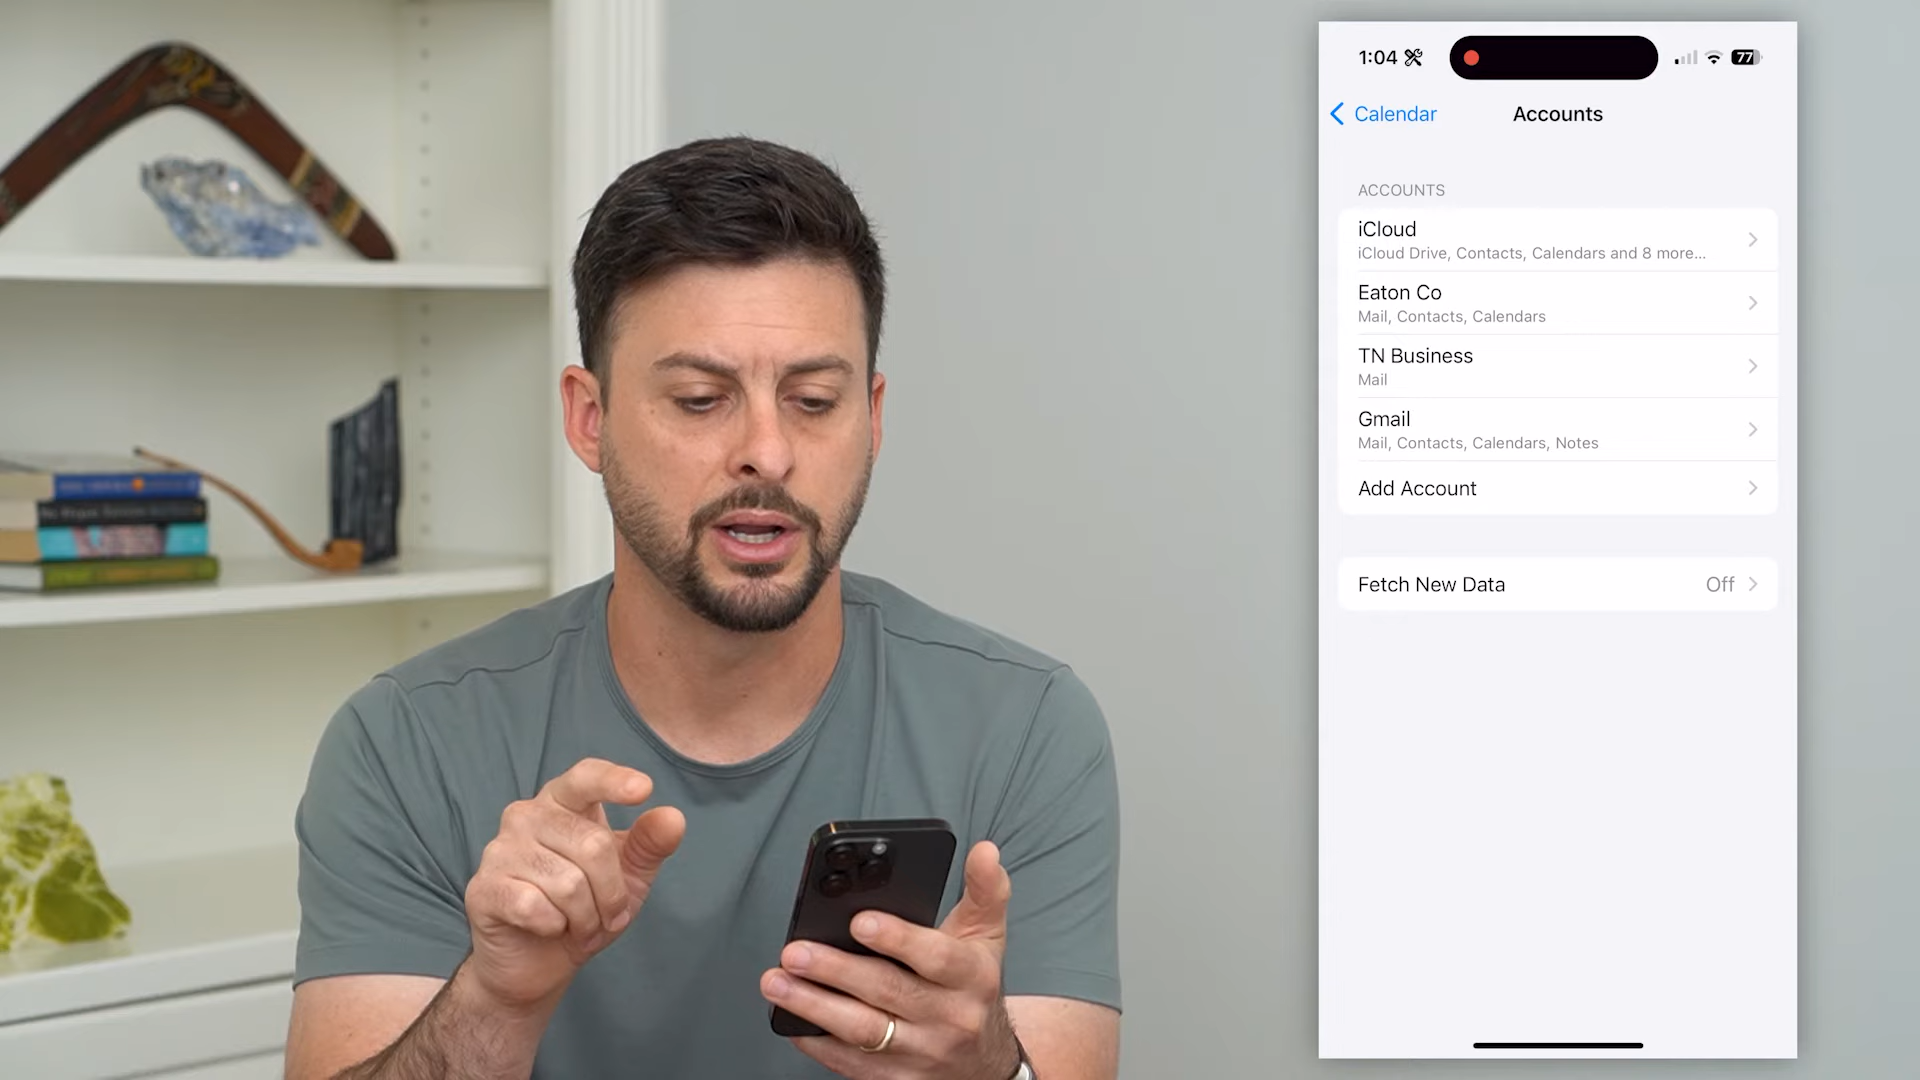 1:04
77
Calendar
Accounts
ACCOUNTS
iCloud
iCloud Drive, Contacts, Calendars and 8 more...
Eaton Co
Mail, Contacts, Calendars
TN Business
Mail
Gmail
Mail, Contacts, Calendars, Notes
Add Account
Fetch New Data
Off